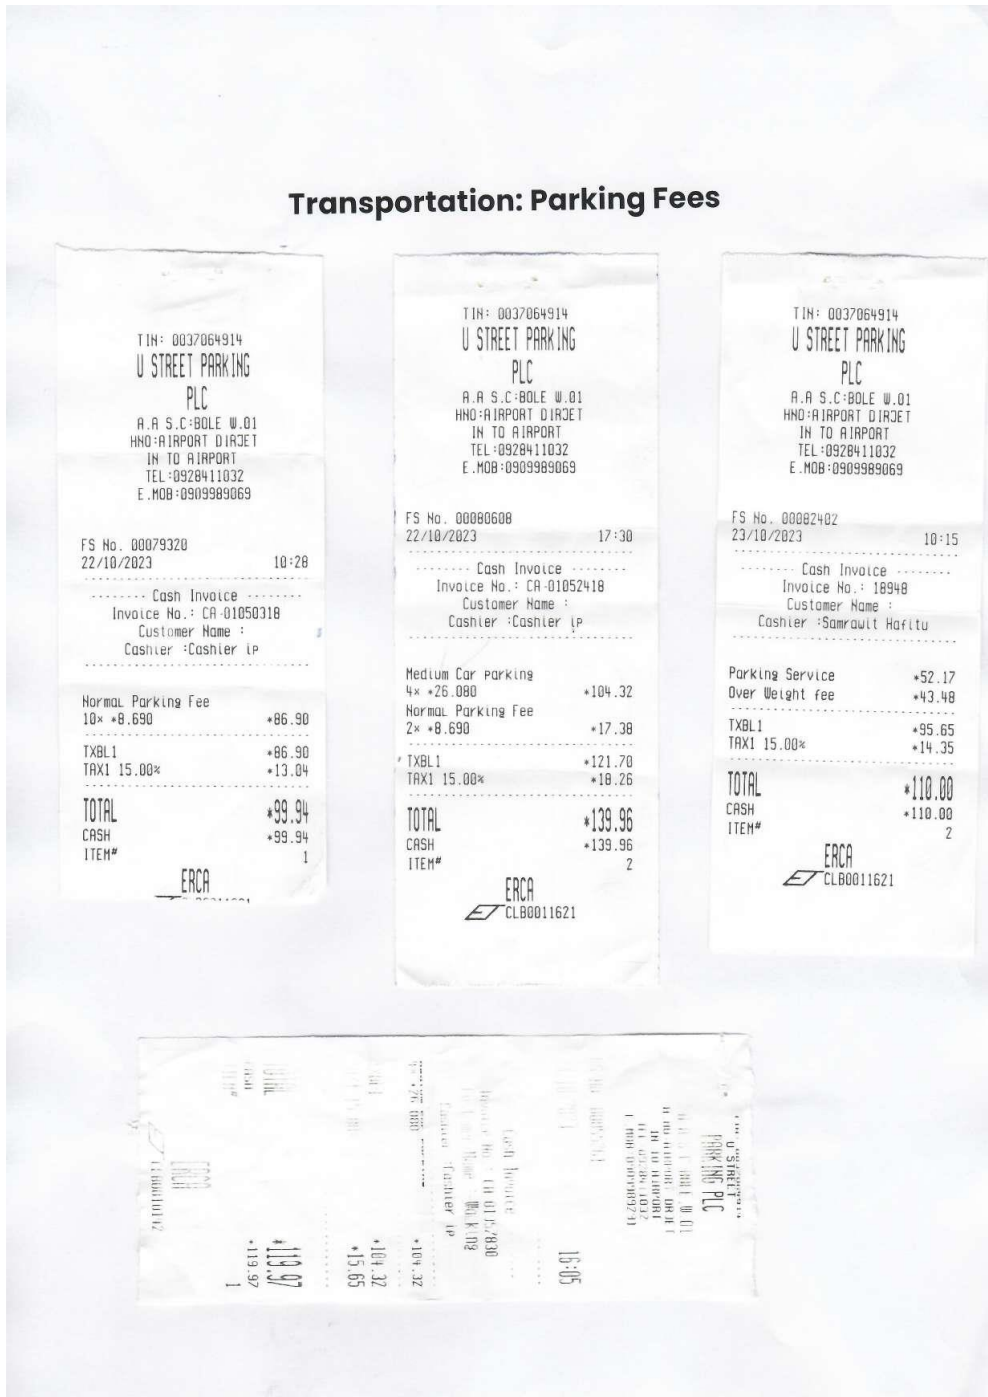 Transportation: Parking Fees
TIN: 0037064914
U STREET PARKING
PLC
A.A S.C:BOLE W.01
HNO:AIRPORT DIRJET
IN TO AIRPORT
TEL:0928411032
E.MOB:0909989069
FS No. 00079320
22/10/2023 10:28
-------- Cash Invoice --------
Invoice No.: CA-01050318
Customer Name :
Cashier :Cashier iP
Normal Parking Fee
10x *8.690 *86.90
TXBL1 *86.90
TAX1 15.00% *13.04
TOTAL *99.94
CASH *99.94
ITEM# 1
ERCA
TIN: 0037064914
U STREET PARKING
PLC
A.A S.C:BOLE W.01
HNO:AIRPORT DIRJET
IN TO AIRPORT
TEL:0928411032
E.MOB:0909989069
FS No. 00080608
22/10/2023 17:30
-------- Cash Invoice --------
Invoice No.: CA-01052418
Customer Name :
Cashier :Cashier iP
Medium Car parking
4x *26.080 *104.32
Normal Parking Fee
2x *8.690 *17.38
TXBL1 *121.70
TAX1 15.00% *18.26
TOTAL *139.96
CASH *139.96
ITEM# 2
ERCA
ET CLB0011621
TIN: 0037064914
U STREET PARKING
PLC
A.A S.C:BOLE W.01
HNO:AIRPORT DIRJET
IN TO AIRPORT
TEL:0928411032
E.MOB:0909989069
FS No. 00082402
23/10/2023 10:15
-------- Cash Invoice --------
Invoice No.: 18948
Customer Name :
Cashier :Samrawit Hafitu
Parking Service *52.17
Over Weight fee *43.48
TXBL1 *95.65
TAX1 15.00% *14.35
TOTAL *110.00
CASH *110.00
ITEM# 2
ERCA
ET CLB0011621
U STREET
PARKING PLC
IN TO AIRPORT
16:05
Cash Invoice
Cashier :Cashier iP
*104.32
*104.32
*15.65
TOTAL *119.97
*119.97
1
ERCA